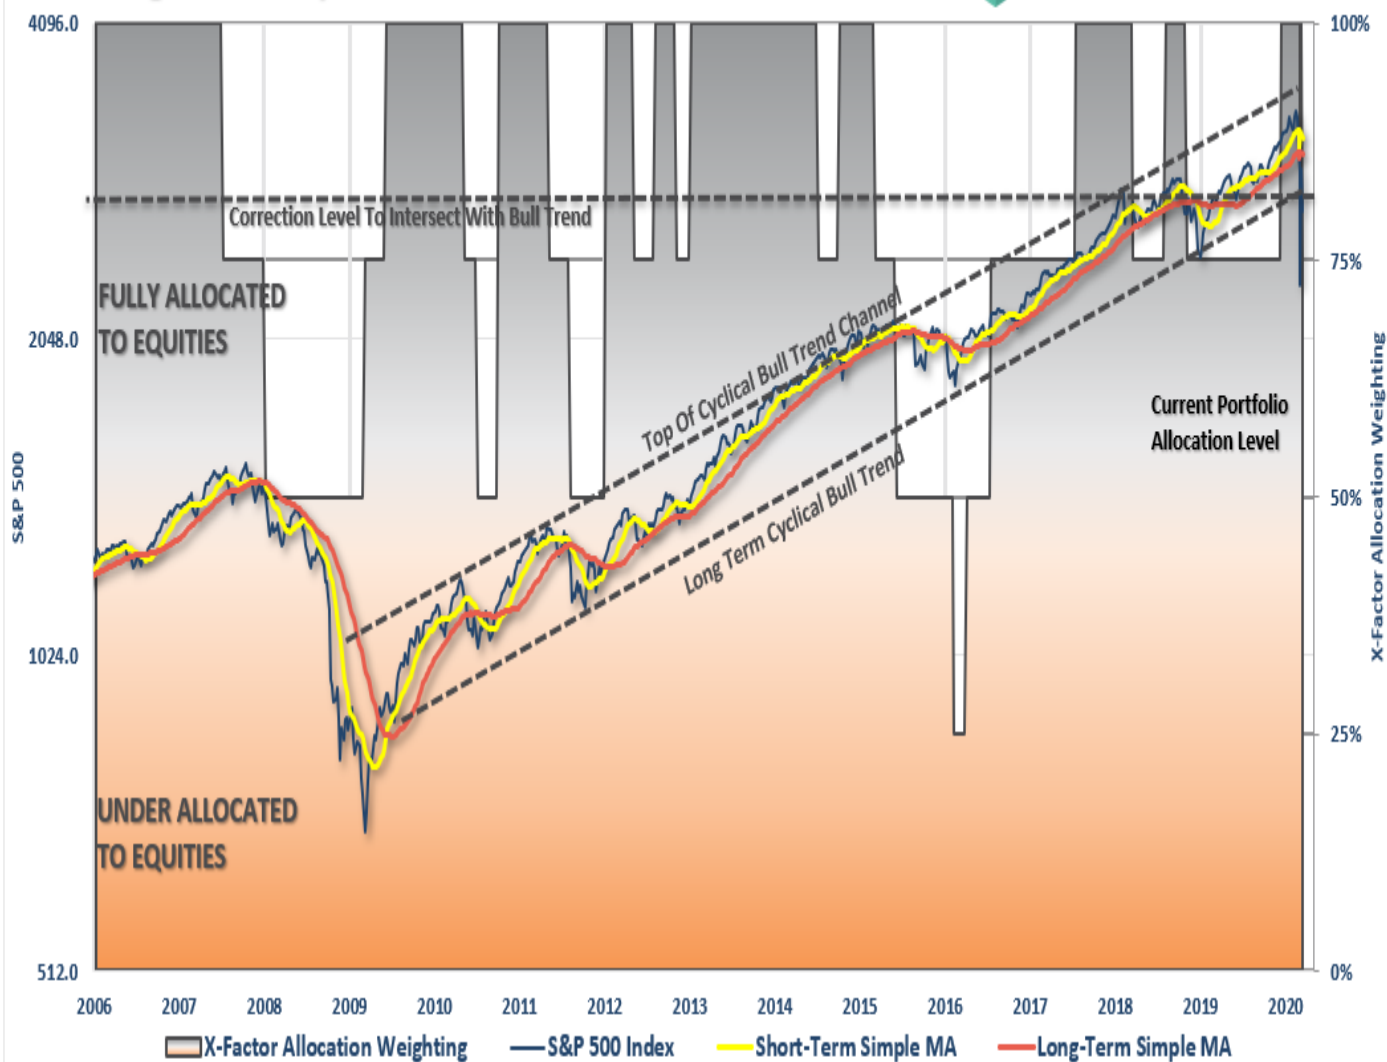 4096.0
100%
Correction Level To Intersect With Bull Trend
75%
FULLY ALLOCATED
TO EQUITIES
2048.0
Top Of Cyclical Bull Trend Channel
Current Portfolio
Allocation Level
Long Term Cyclical Bull Trend
S&P 500
X-Factor Allocation Weighting
50%
1024.0
25%
UNDER ALLOCATED
TO EQUITIES
512.0
0%
2006 2007 2008 2009 2010 2011 2012 2013 2014 2015 2016 2017 2018 2019 2020
X-Factor Allocation Weighting S&P 500 Index Short-Term Simple MA Long-Term Simple MA